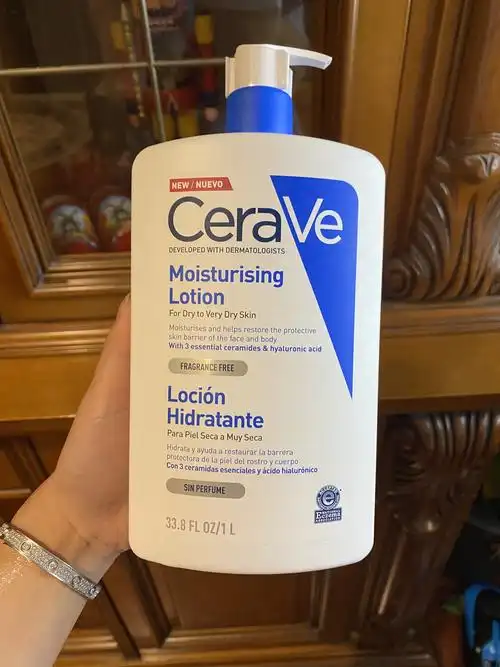 NEW / NUEVO
CeraVe
DEVELOPED WITH DERMATOLOGISTS
Moisturising
Lotion
For Dry to Very Dry Skin
Moisturises and helps restore the protective
skin barrier of the face and body
With 3 essential ceramides & hyaluronic acid
FRAGRANCE FREE
Loción
Hidratante
Para Piel Seca a Muy Seca
Hidrata y ayuda a restaurar la barrera
protectora de la piel del rostro y cuerpo
Con 3 ceramidas esenciales y ácido hialurónico
SIN PERFUME
33.8 FL OZ/1 L
e
Eczema
ASSOCIATION